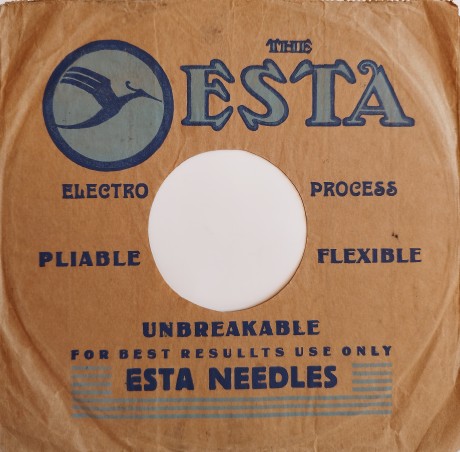 THE
ESTA
ELECTRO PROCESS
PLIABLE FLEXIBLE
UNBREAKABLE
FOR BEST RESULLTS USE ONLY
ESTA NEEDLES